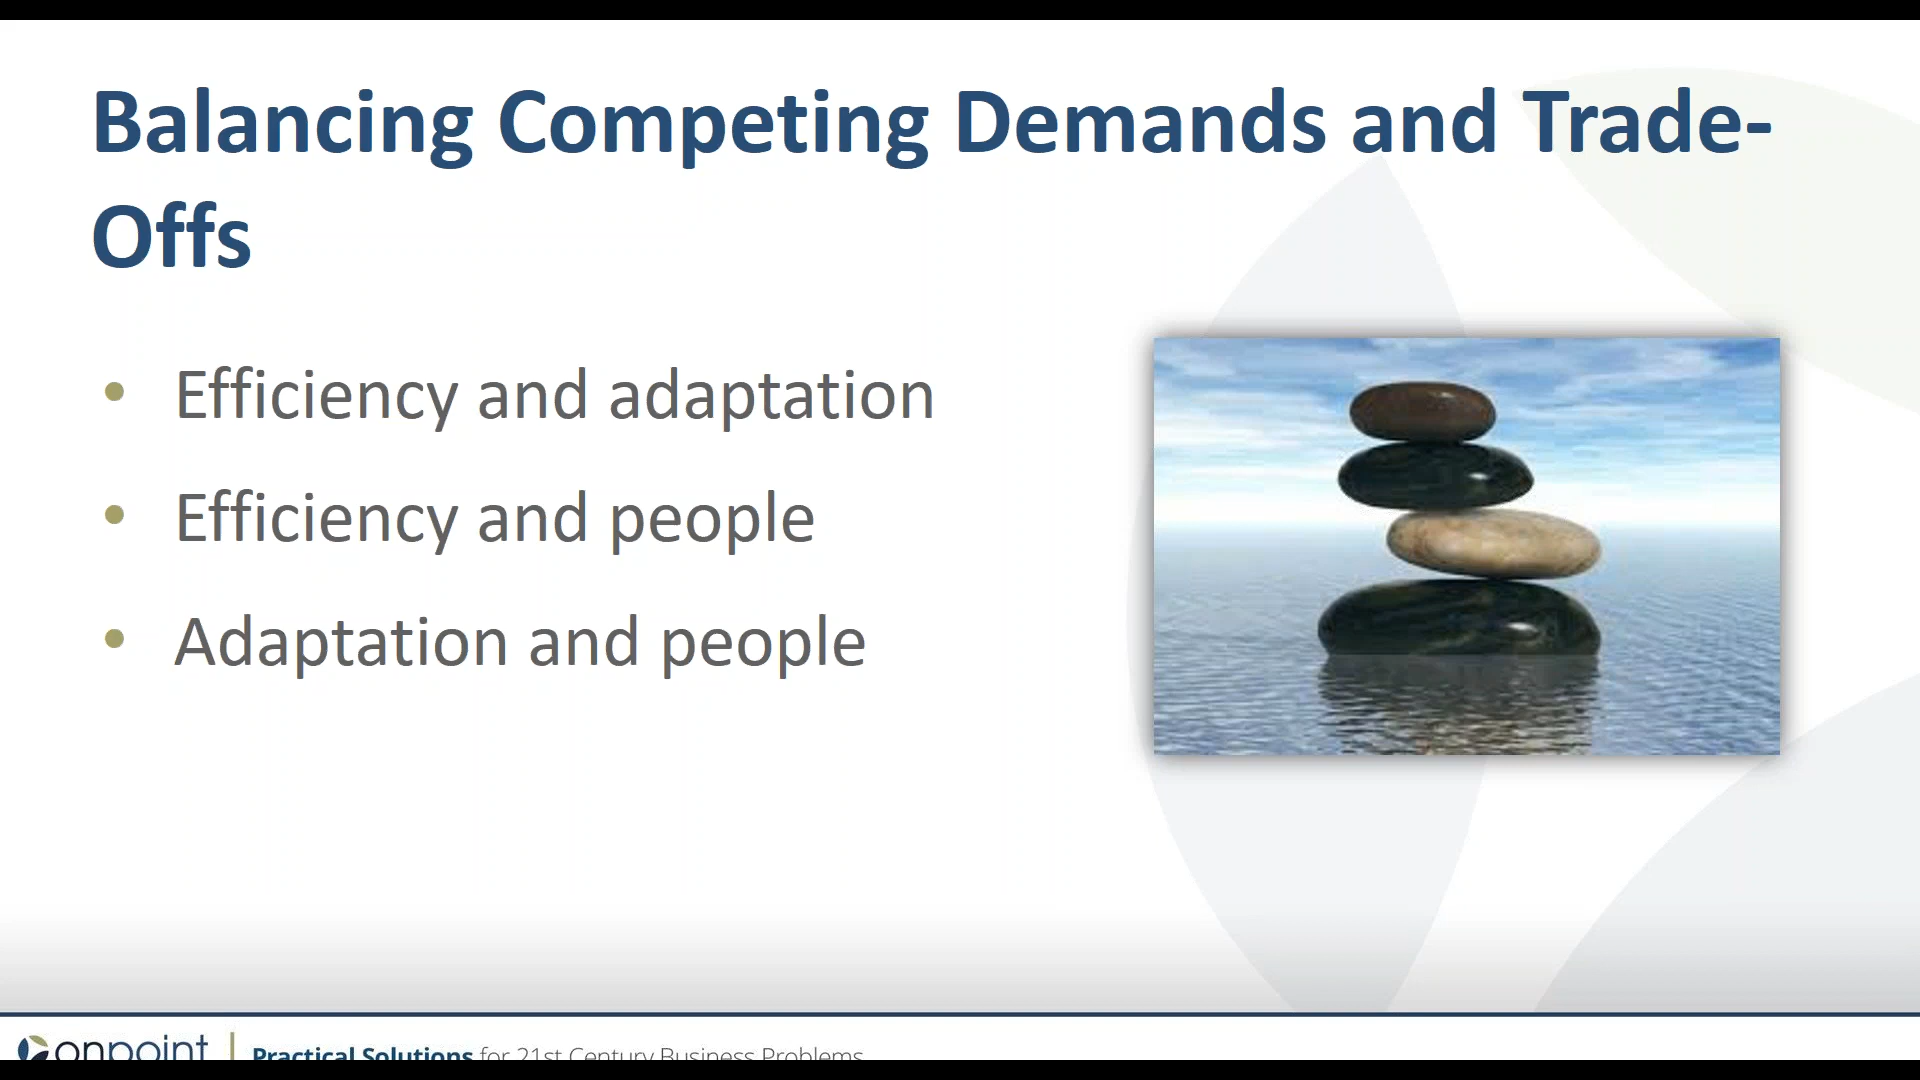 Balancing Competing Demands and Trade-
Offs
• Efficiency and adaptation
• Efficiency and people
• Adaptation and people
onpoint | Practical Solutions for 21st Century Business Problems